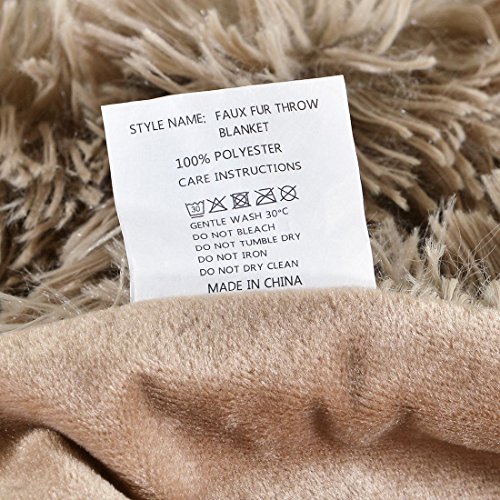 STYLE NAME: FAUX FUR THROW
BLANKET
100% POLYESTER
CARE INSTRUCTIONS
30
GENTLE WASH 30°C
DO NOT BLEACH
DO NOT TUMBLE DRY
DO NOT IRON
DO NOT DRY CLEAN
MADE IN CHINA